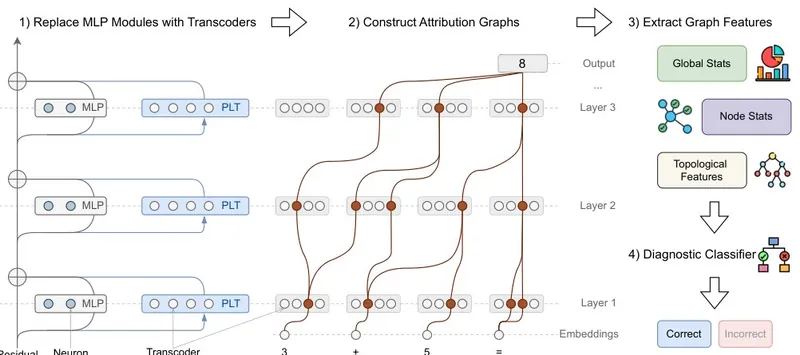 1) Replace MLP Modules with Transcoders
2) Construct Attribution Graphs
3) Extract Graph Features
8
Output
...
Layer 3
Layer 2
Layer 1
Embeddings
MLP
PLT
MLP
PLT
MLP
PLT
Residual
Neuron
Transcoder
3
+
5
=
Global Stats
Node Stats
Topological
Features
4) Diagnostic Classifier
Correct
Incorrect